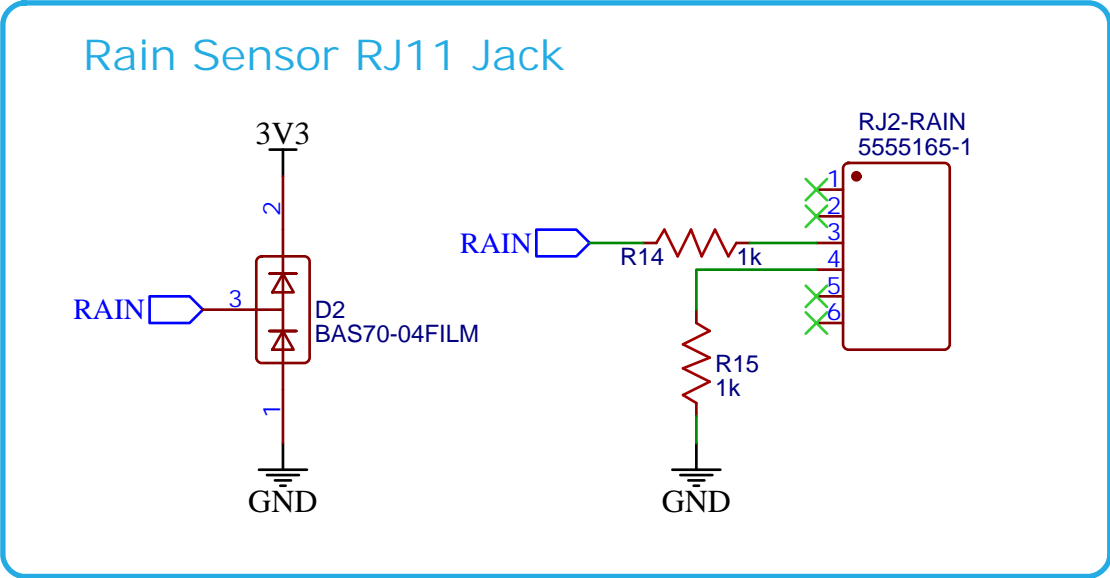 Rain Sensor RJ11 Jack
3V3
2
RAIN
3
D2
BAS70-04FILM
1
GND
RJ2-RAIN
5555165-1
1
2
RAIN
R14
1k
3
4
5
6
R15
1k
GND